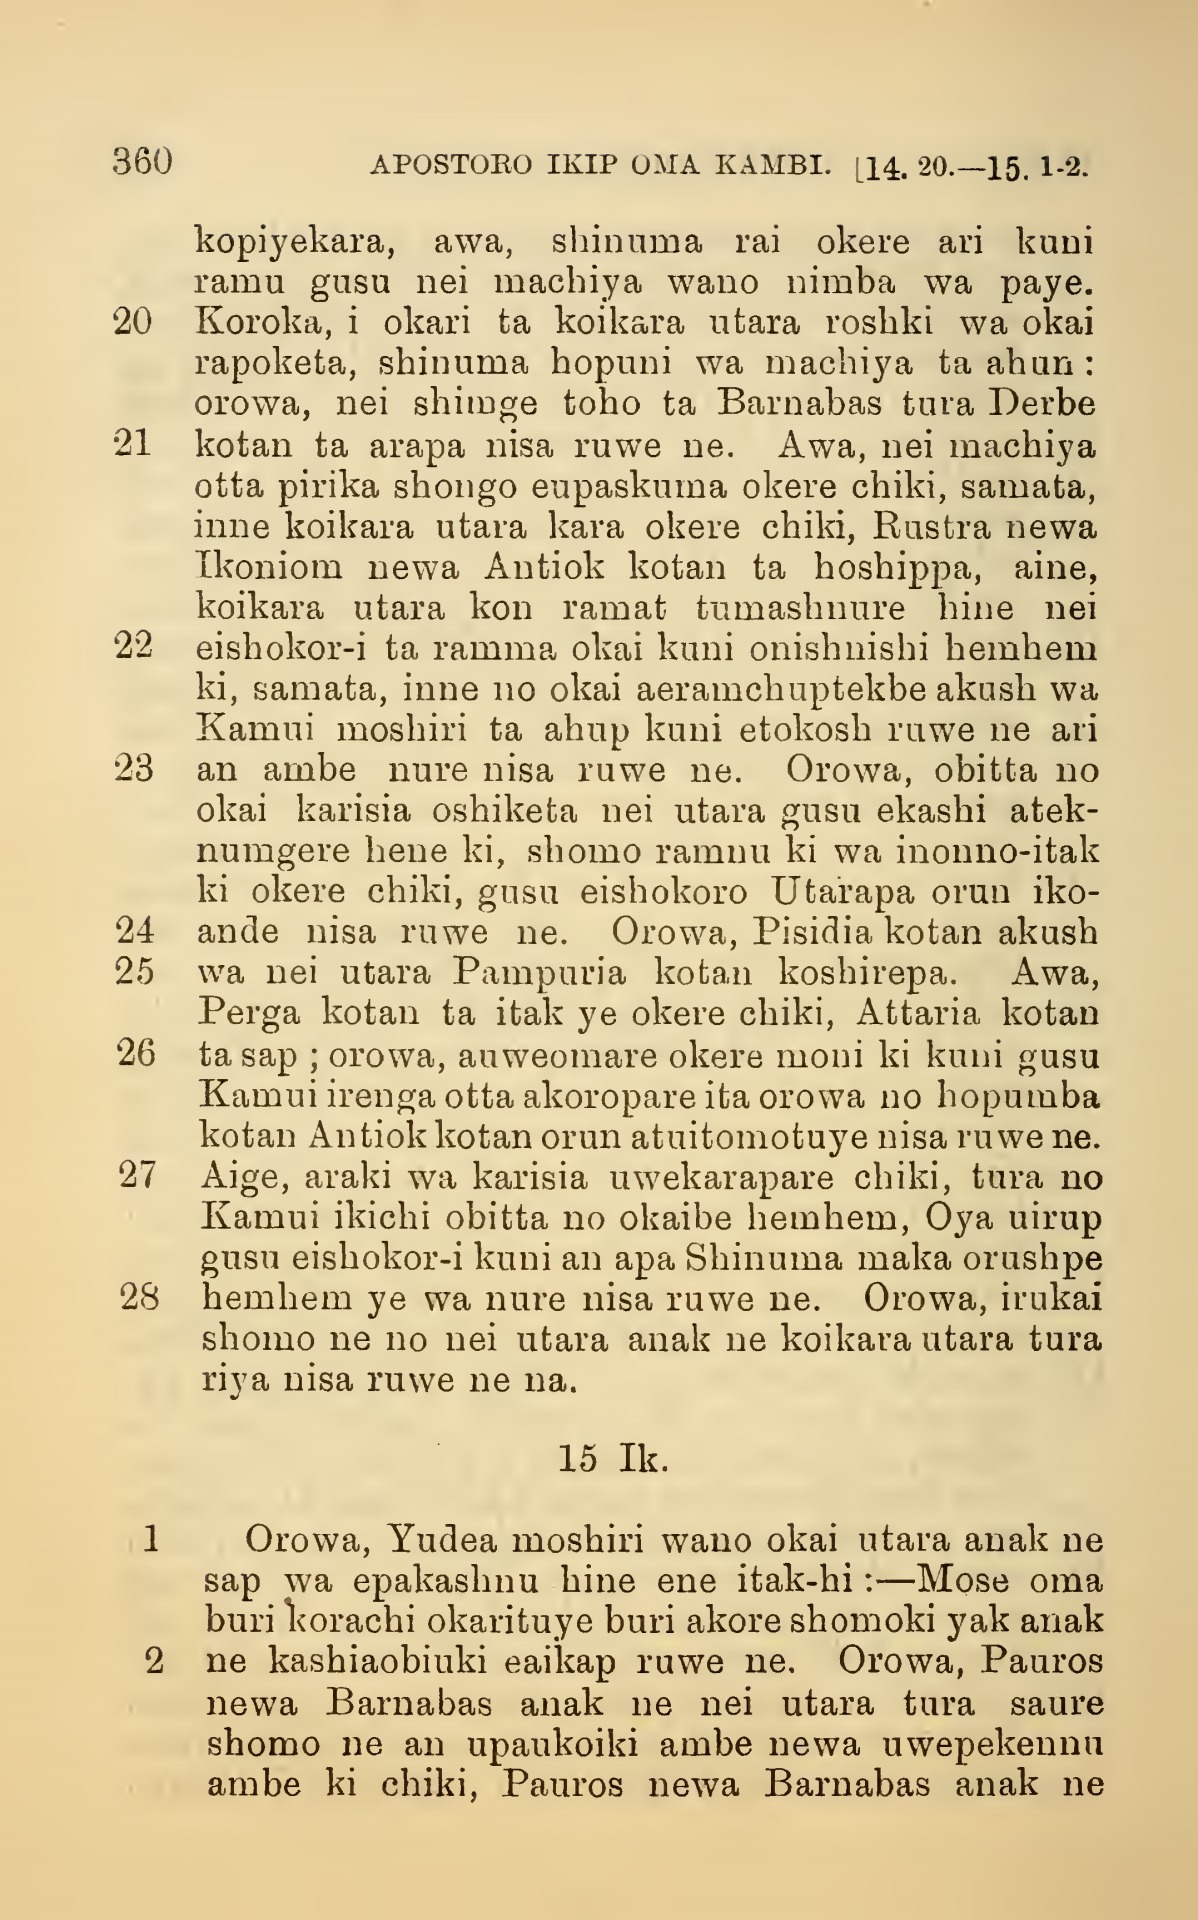 360 APOSTORO IKIP OMA KAMBI. [14. 20.—15. 1-2.
kopiyekara, awa, shinuma rai okere ari kuni
ramu gusu nei machiya wano nimba wa paye.
20 Koroka, i okari ta koikara utara roshki wa okai
rapoketa, shinuma hopuni wa machiya ta ahun :
orowa, nei shimge toho ta Barnabas tura Derbe
21 kotan ta arapa nisa ruwe ne. Awa, nei machiya
otta pirika shongo eupaskuma okere chiki, samata,
inne koikara utara kara okere chiki, Rustra newa
Ikoniom newa Antiok kotan ta hoshippa, aine,
koikara utara kon ramat tumashnure hine nei
22 eishokor-i ta ramma okai kuni onishnishi hemhem
ki, samata, inne no okai aeramchuptekbe akush wa
Kamui moshiri ta ahup kuni etokosh ruwe ne ari
23 an ambe nure nisa ruwe ne. Orowa, obitta no
okai karisia oshiketa nei utara gusu ekashi atek-
numgere hene ki, shomo ramnu ki wa inonno-itak
ki okere chiki, gusu eishokoro Utarapa orun iko-
24 ande nisa ruwe ne. Orowa, Pisidia kotan akush
25 wa nei utara Pampuria kotan koshirepa. Awa,
Perga kotan ta itak ye okere chiki, Attaria kotan
26 ta sap ; orowa, auweomare okere moni ki kuni gusu
Kamui irenga otta akoropare ita orowa no hopumba
kotan Antiok kotan orun atuitomotuye nisa ruwe ne.
27 Aige, araki wa karisia uwekarapare chiki, tura no
Kamui ikichi obitta no okaibe hemhem, Oya uirup
gusu eishokor-i kuni an apa Shinuma maka orushpe
28 hemhem ye wa nure nisa ruwe ne. Orowa, irukai
shomo ne no nei utara anak ne koikara utara tura
riya nisa ruwe ne na.
15 Ik.
1 Orowa, Yudea moshiri wano okai utara anak ne
sap wa epakashnu hine ene itak-hi :—Mose oma
buri korachi okarituye buri akore shomoki yak anak
2 ne kashiaobiuki eaikap ruwe ne. Orowa, Pauros
newa Barnabas anak ne nei utara tura saure
shomo ne an upaukoiki ambe newa uwepekennu
ambe ki chiki, Pauros newa Barnabas anak ne